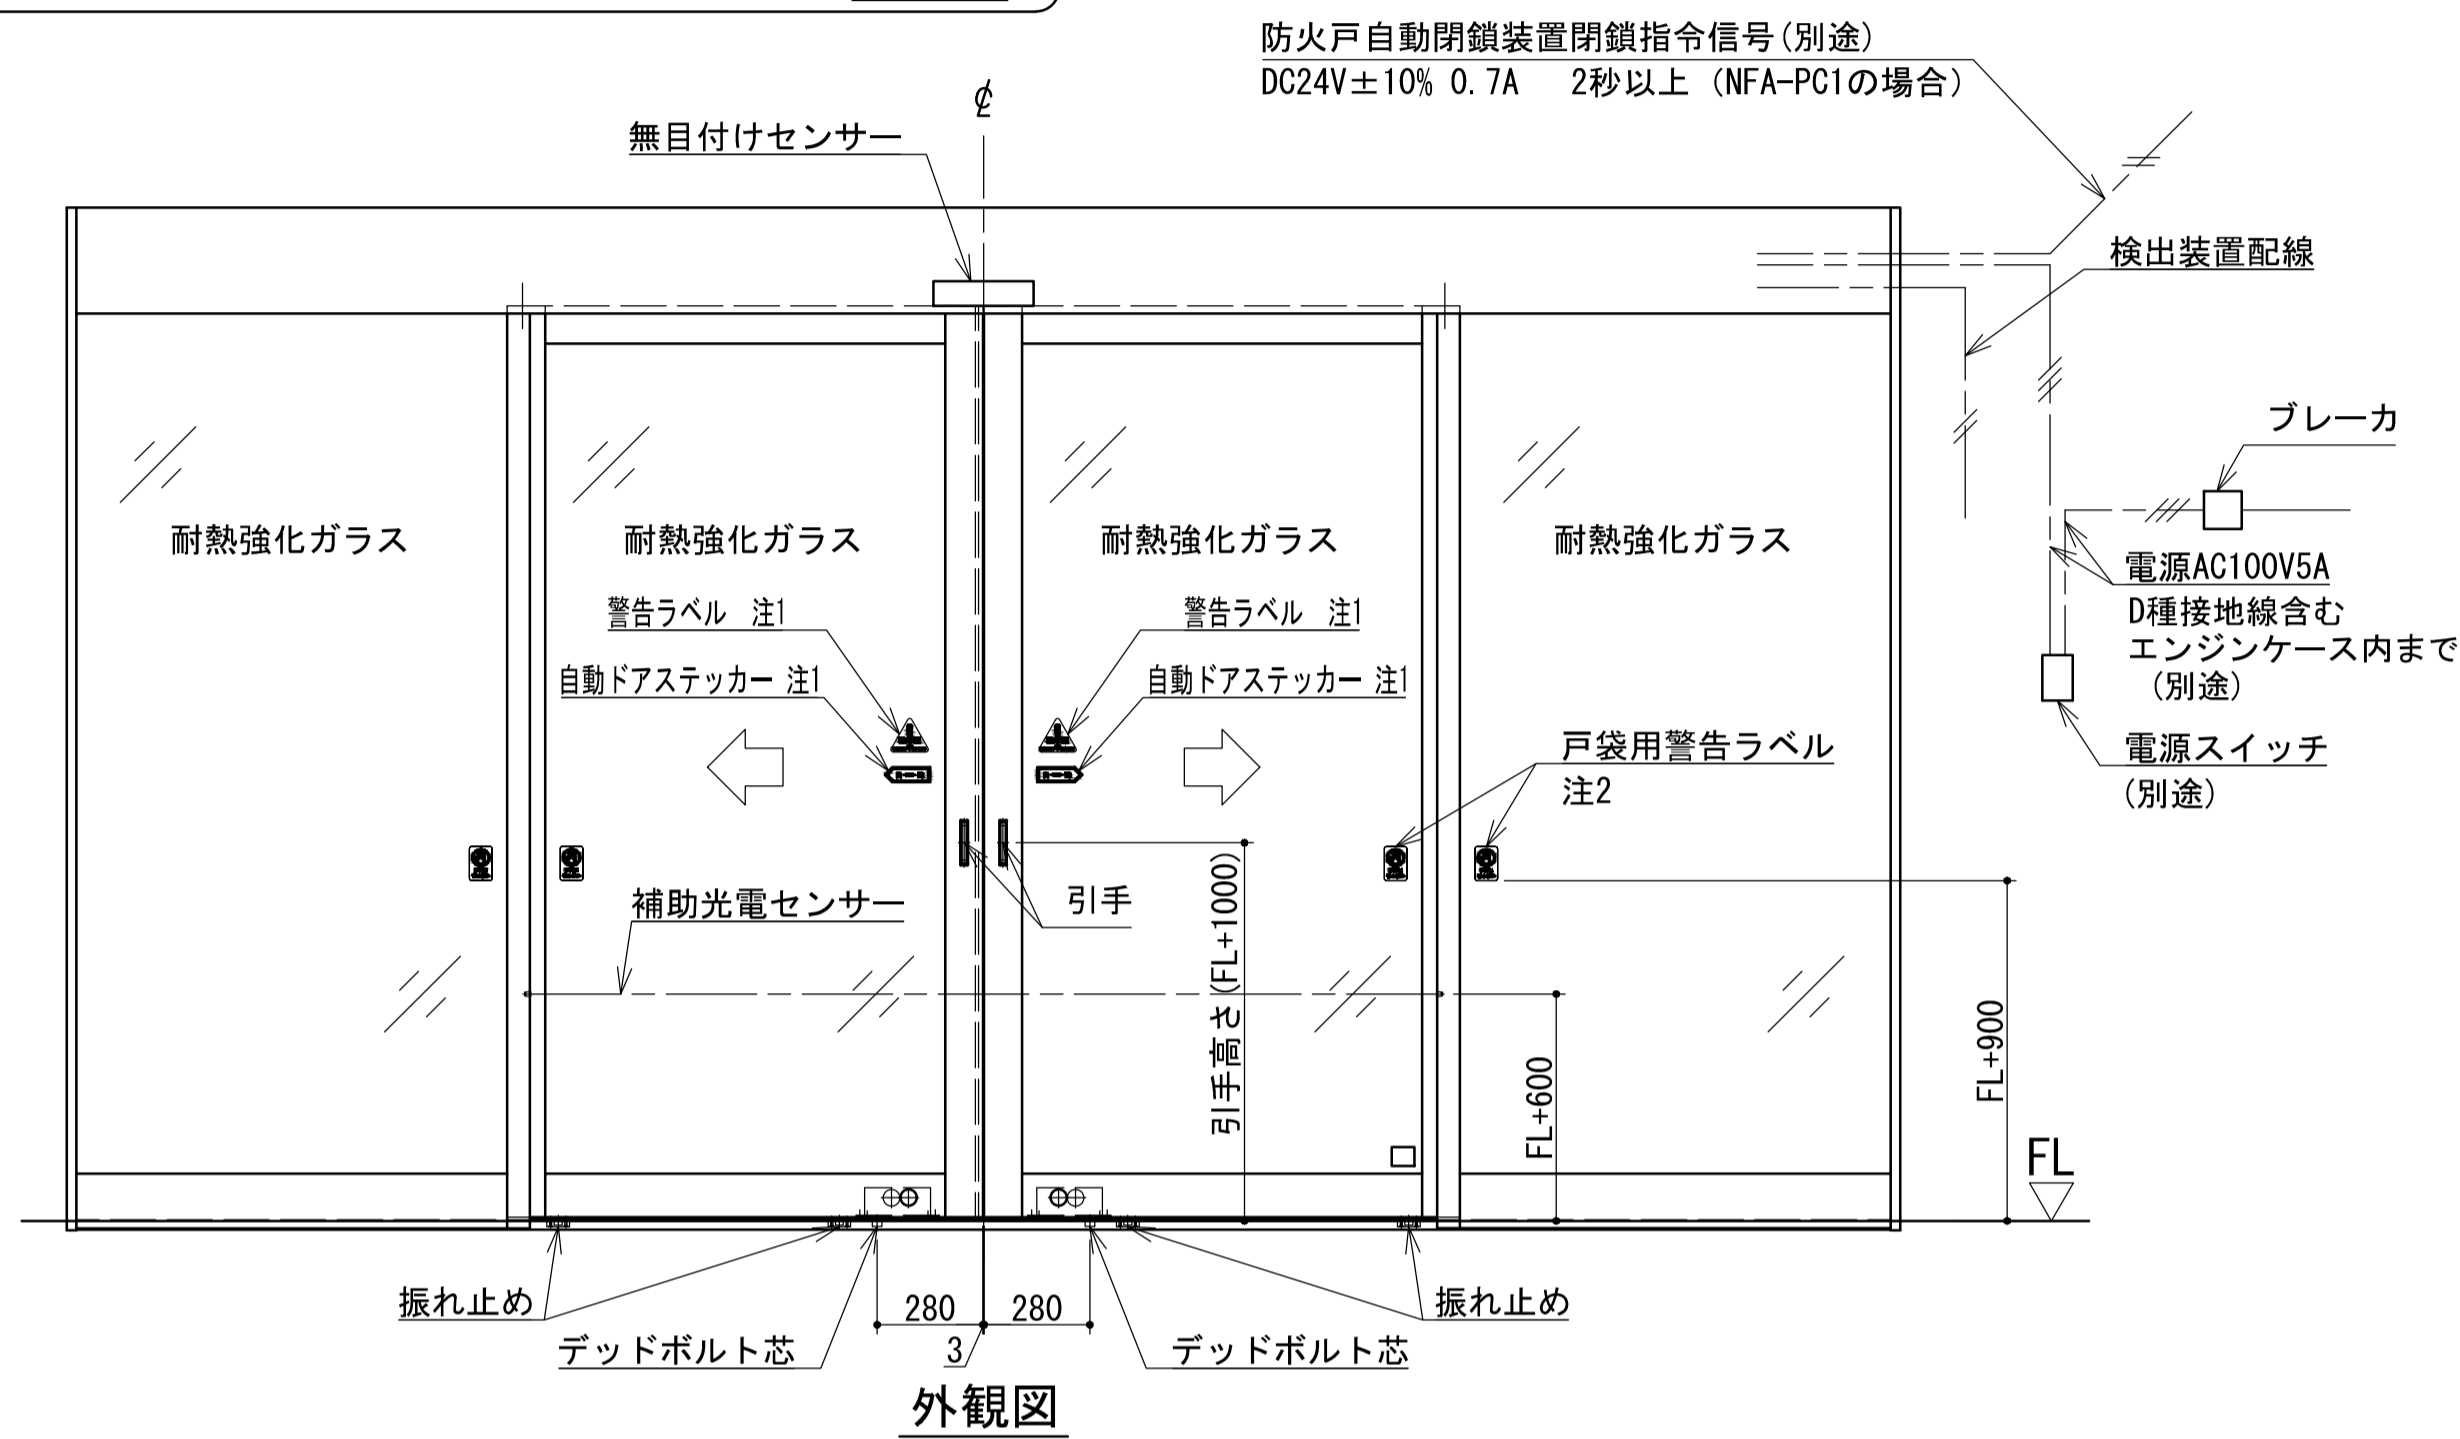 防火戸自動閉鎖装置閉鎖指令信号(別途)
DC24V±10% 0.7A 2秒以上 (NFA-PC1の場合)
無目付けセンサー
検出装置配線
ブレーカ
耐熱強化ガラス
耐熱強化ガラス
耐熱強化ガラス
耐熱強化ガラス
電源AC100V5A
D種接地線含む
エンジンケース内まで
(別途)
警告ラベル 注1
警告ラベル 注1
自動ドアステッカー 注1
自動ドアステッカー 注1
戸袋用警告ラベル
注2
電源スイッチ
(別途)
補助光電センサー
引手
引手高さ(FL+1000)
FL+600
FL+900
FL
振れ止め
280
280
振れ止め
デッドボルト芯
3
デッドボルト芯
外観図